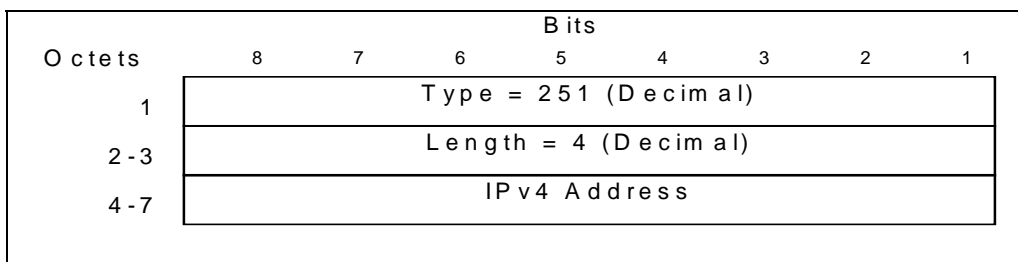 Bits
Octets 8 7 6 5 4 3 2 1
1 Type = 251 (Decimal)
2-3 Length = 4 (Decimal)
4-7 IPv4 Address